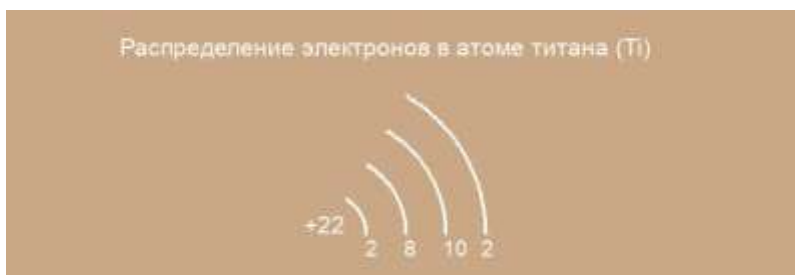 Распределение электронов в атоме титана (Ti)
+22 2 8 10 2